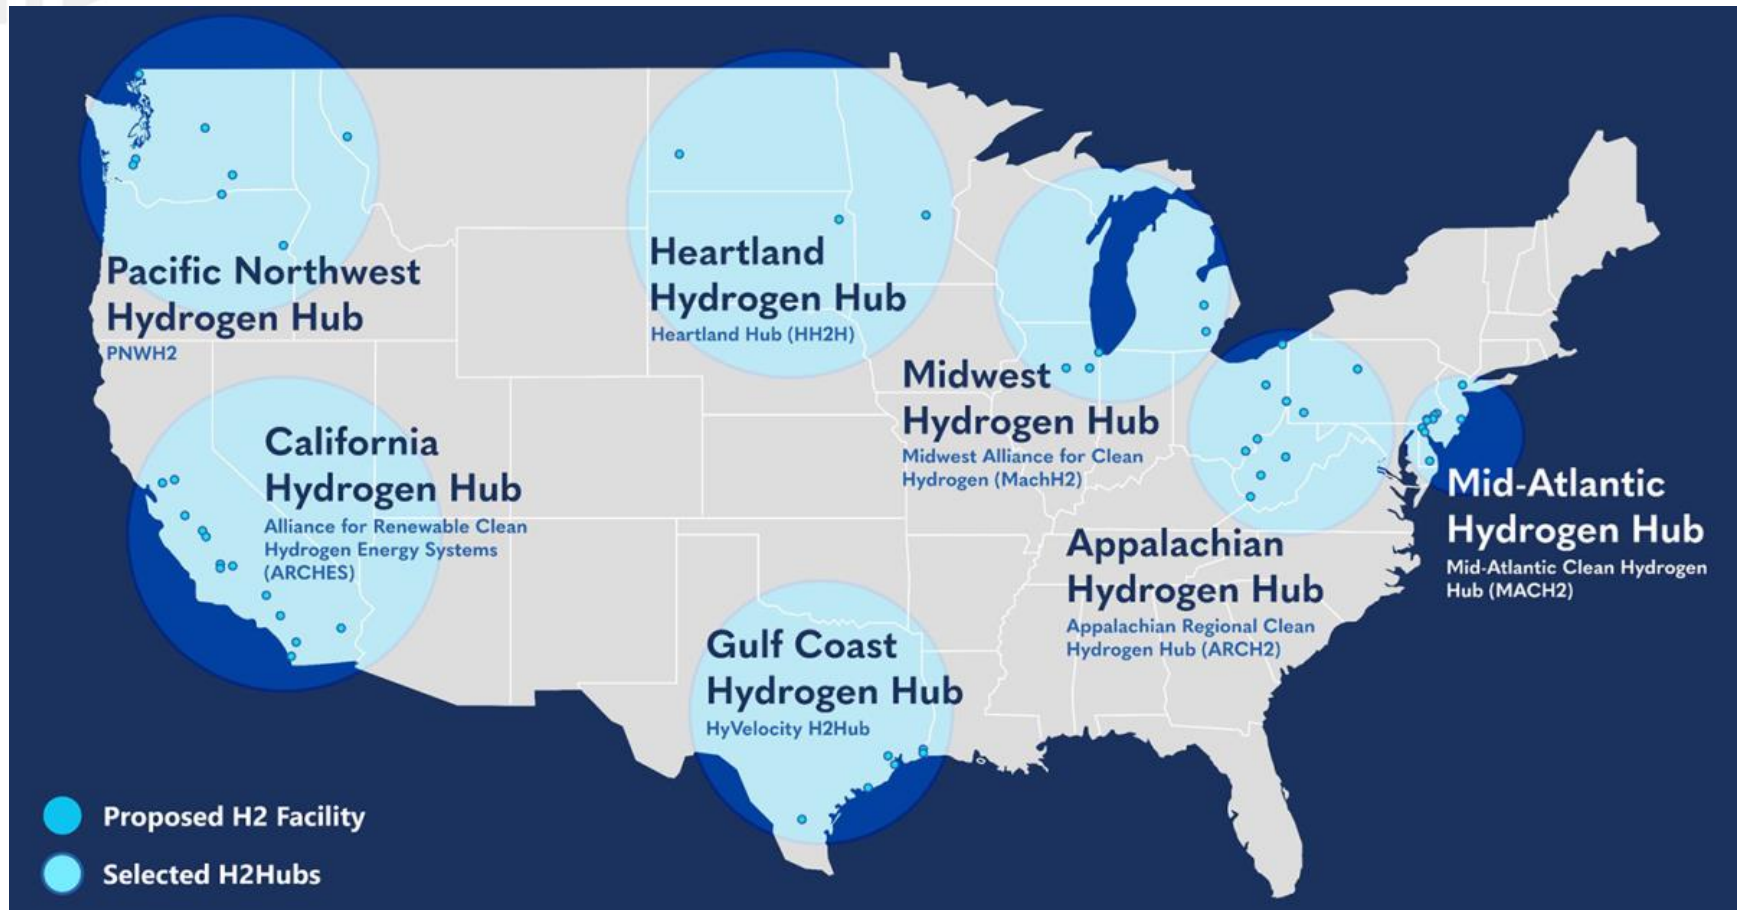 Pacific Northwest
Hydrogen Hub
PNWH2
Heartland
Hydrogen Hub
Heartland Hub (HH2H)
Midwest
Hydrogen Hub
Midwest Alliance for Clean
Hydrogen (MachH2)
California
Hydrogen Hub
Alliance for Renewable Clean
Hydrogen Energy Systems
(ARCHES)
Mid-Atlantic
Hydrogen Hub
Mid-Atlantic Clean Hydrogen
Hub (MACH2)
Appalachian
Hydrogen Hub
Appalachian Regional Clean
Hydrogen Hub (ARCH2)
Gulf Coast
Hydrogen Hub
HyVelocity H2Hub
Proposed H2 Facility
Selected H2Hubs